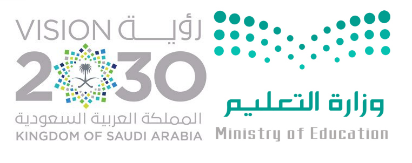 VISION رؤية
2030
المملكة العربية السعودية
KINGDOM OF SAUDI ARABIA
وزارة التعليم
Ministry of Education